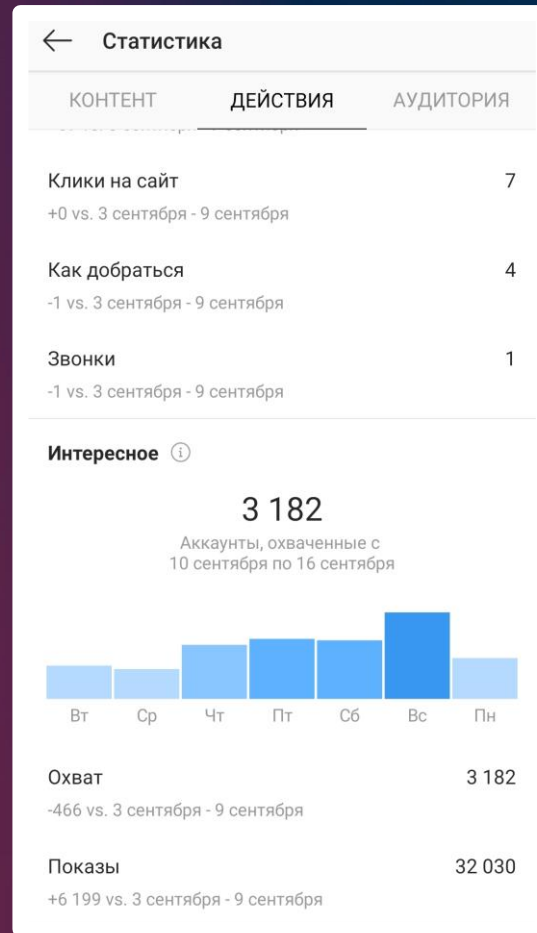 Статистика
КОНТЕНТ ДЕЙСТВИЯ АУДИТОРИЯ
Клики на сайт 7
+0 vs. 3 сентября - 9 сентября
Как добраться 4
-1 vs. 3 сентября - 9 сентября
Звонки 1
-1 vs. 3 сентября - 9 сентября
Интересное
3 182
Аккаунты, охваченные с
10 сентября по 16 сентября
Вт Ср Чт Пт Сб Вс Пн
Охват 3 182
-466 vs. 3 сентября - 9 сентября
Показы 32 030
+6 199 vs. 3 сентября - 9 сентября